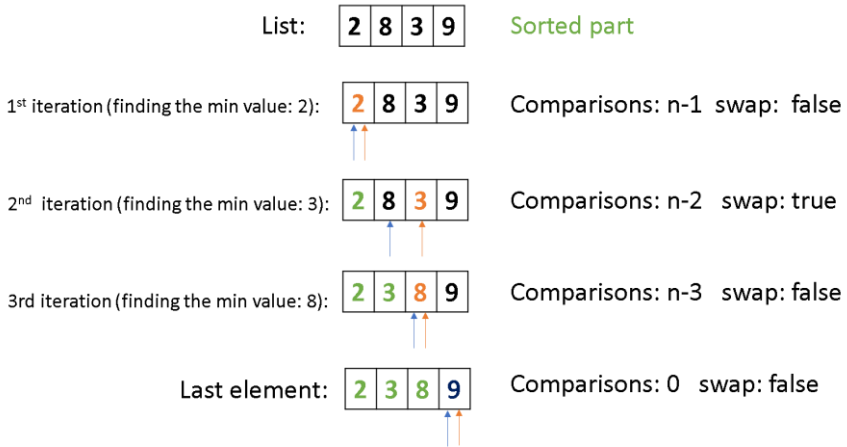 List: 2 8 3 9 Sorted part
1st iteration (finding the min value: 2): 2 8 3 9 Comparisons: n-1 swap: false
2nd iteration (finding the min value: 3): 2 8 3 9 Comparisons: n-2 swap: true
3rd iteration (finding the min value: 8): 2 3 8 9 Comparisons: n-3 swap: false
Last element: 2 3 8 9 Comparisons: 0 swap: false